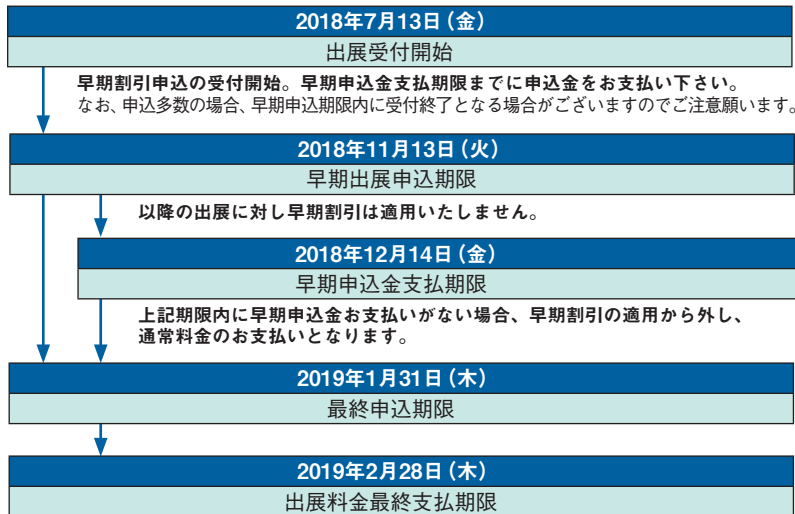 2018年7月13日（金）
出展受付開始
早期割引申込の受付開始。早期申込金支払期限までに申込金をお支払い下さい。
なお、申込多数の場合、早期申込期限内に受付終了となる場合がございますのでご注意願います。
2018年11月13日（火）
早期出展申込期限
以降の出展に対し早期割引は適用いたしません。
2018年12月14日（金）
早期申込金支払期限
上記期限内に早期申込金お支払いがない場合、早期割引の適用から外し、
通常料金のお支払いとなります。
2019年1月31日（木）
最終申込期限
2019年2月28日（木）
出展料金最終支払期限